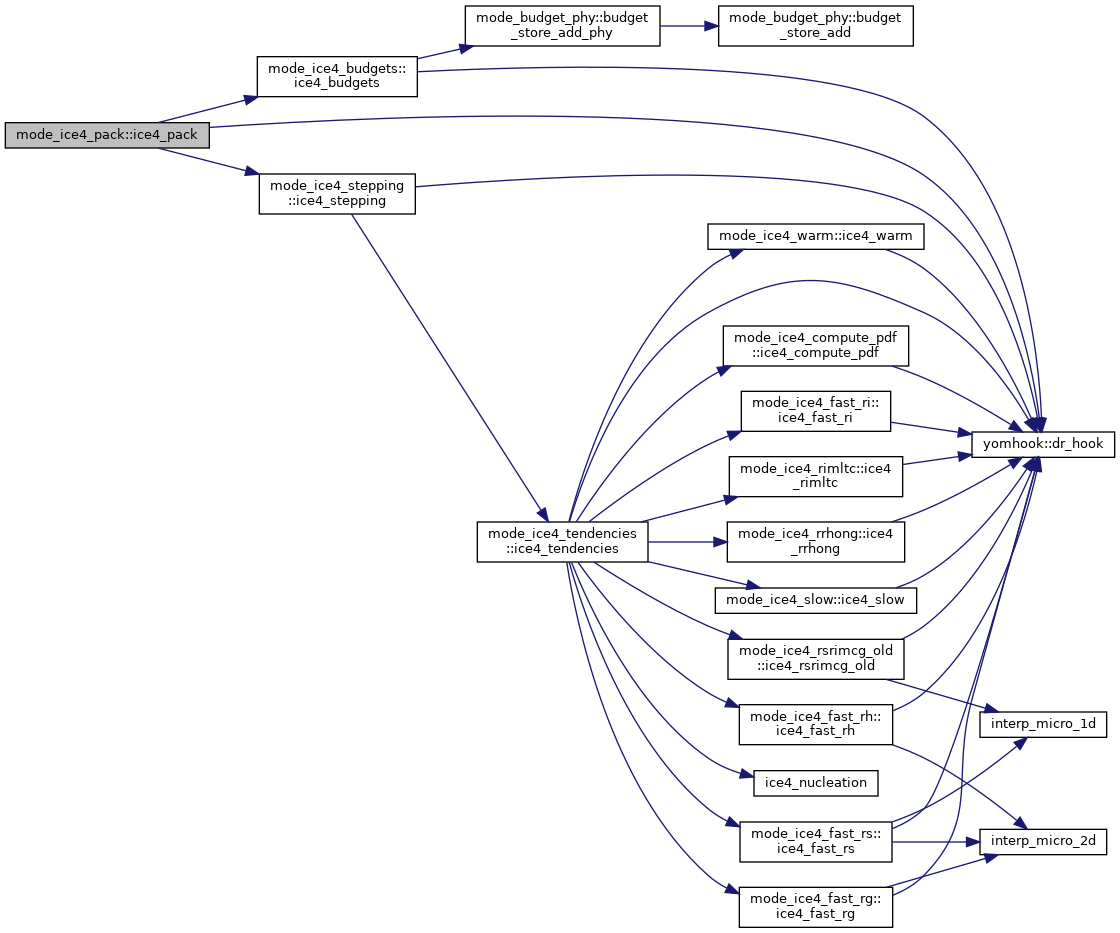 mode_budget_phy::budget
_store_add_phy
mode_budget_phy::budget
_store_add
mode_ice4_budgets::
ice4_budgets
mode_ice4_pack::ice4_pack
mode_ice4_stepping
::ice4_stepping
mode_ice4_warm::ice4_warm
mode_ice4_compute_pdf
::ice4_compute_pdf
mode_ice4_fast_ri::
ice4_fast_ri
yomhook::dr_hook
mode_ice4_rimltc::ice4
_rimltc
mode_ice4_tendencies
::ice4_tendencies
mode_ice4_rrhong::ice4
_rrhong
mode_ice4_slow::ice4_slow
mode_ice4_rsrimcg_old
::ice4_rsrimcg_old
mode_ice4_fast_rh::
ice4_fast_rh
interp_micro_1d
ice4_nucleation
mode_ice4_fast_rs::
ice4_fast_rs
interp_micro_2d
mode_ice4_fast_rg::
ice4_fast_rg